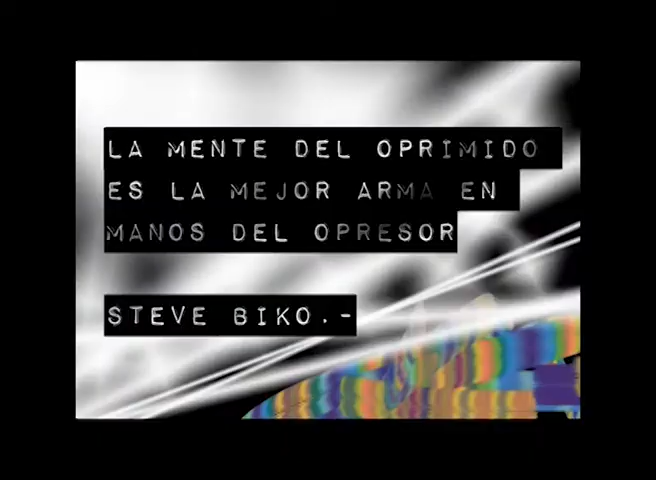 LA MENTE DEL OPRIMIDO
ES LA MEJOR ARMA EN
MANOS DEL OPRESOR
STEVE BIKO.-